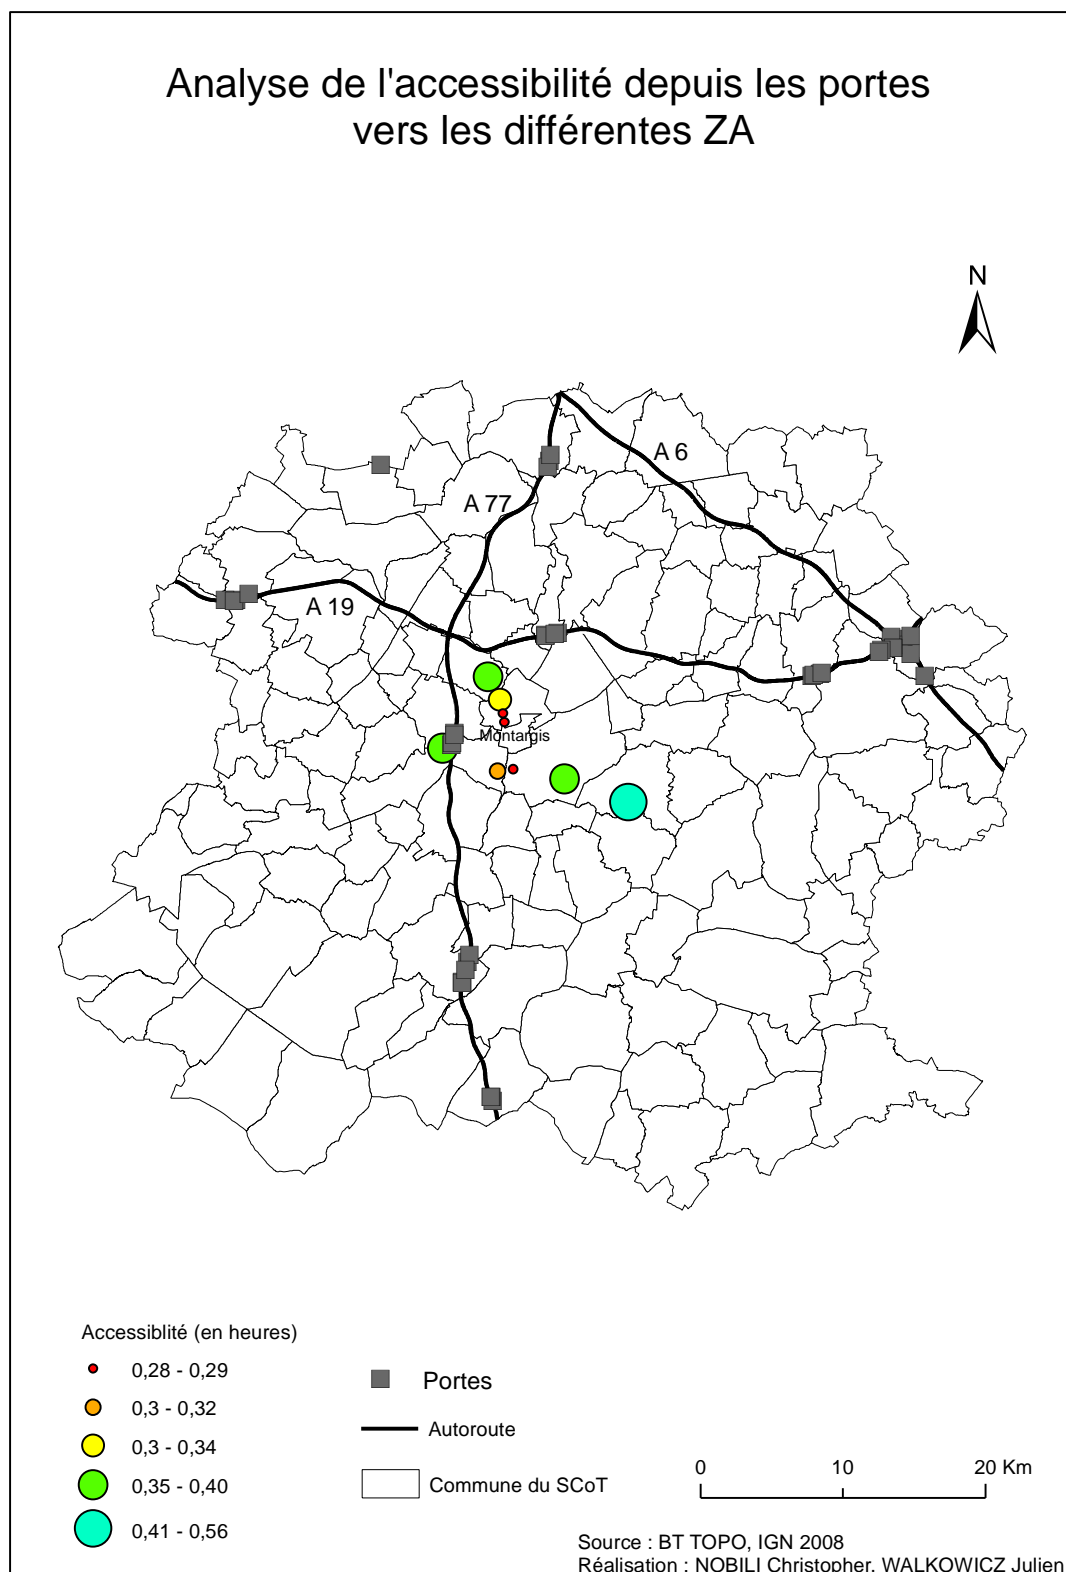 Analyse de l'accessibilité depuis les portes
vers les différentes ZA
N
A 6
A 77
A 19
Montargis
Accessiblité (en heures)
0,28 - 0,29
0,3 - 0,32
0,3 - 0,34
0,35 - 0,40
0,41 - 0,56
Portes
Autoroute
Commune du SCoT
0 10 20 Km
Source : BT TOPO, IGN 2008
Réalisation : NOBILI Christopher, WALKOWICZ Julien